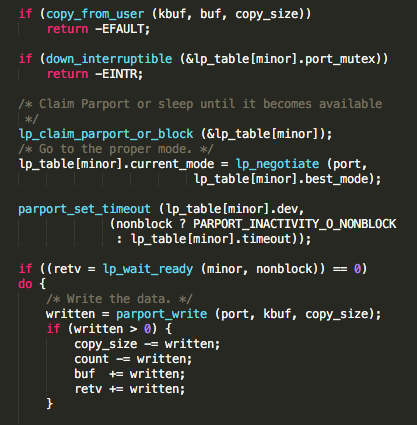 if (copy_from_user (kbuf, buf, copy_size))
return -EFAULT;
if (down_interruptible (&lp_table[minor].port_mutex))
return -EINTR;
/* Claim Parport or sleep until it becomes available
*/
lp_claim_parport_or_block (&lp_table[minor]);
/* Go to the proper mode. */
lp_table[minor].current_mode = lp_negotiate (port,
lp_table[minor].best_mode);
parport_set_timeout (lp_table[minor].dev,
(nonblock ? PARPORT_INACTIVITY_O_NONBLOCK
: lp_table[minor].timeout));
if ((retv = lp_wait_ready (minor, nonblock)) == 0)
do {
/* Write the data. */
written = parport_write (port, kbuf, copy_size);
if (written > 0) {
copy_size -= written;
count -= written;
buf += written;
retv += written;
}